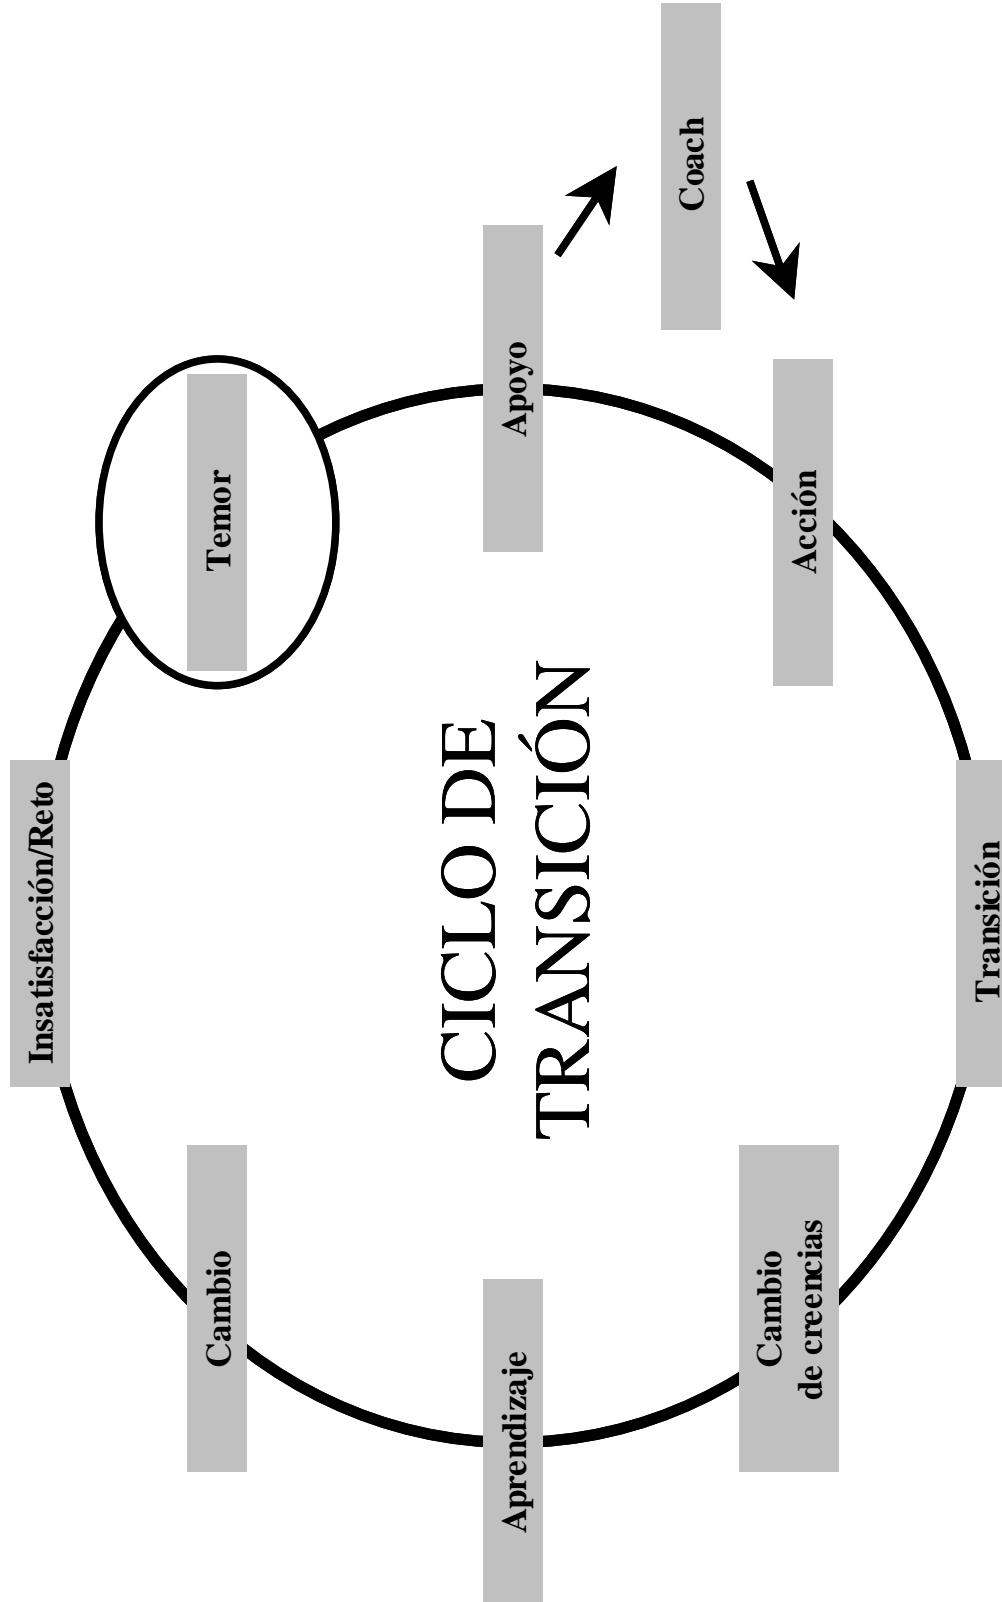 Insatisfacción/Reto
Temor
Apoyo
Coach
Acción
Transición
Cambio
de creencias
Aprendizaje
Cambio
CICLO DE
TRANSICIÓN